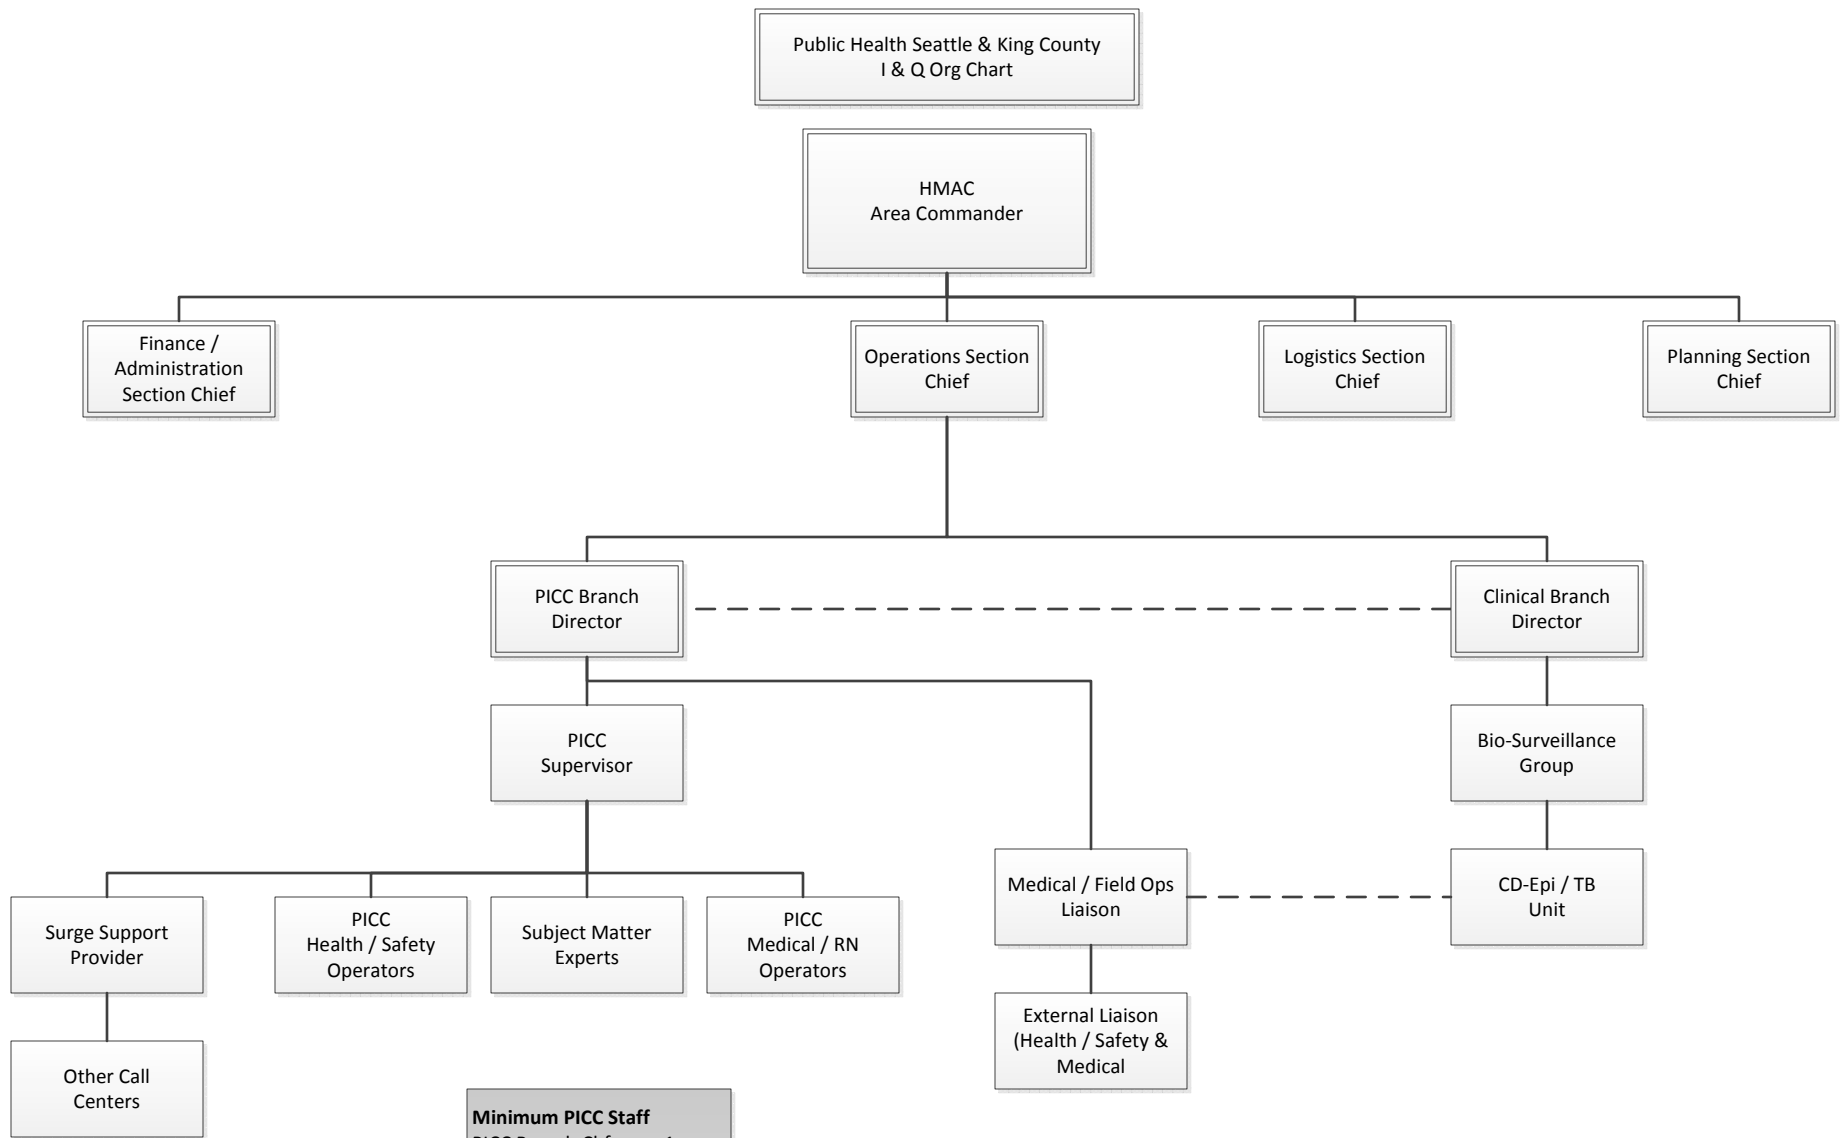 Public Health Seattle & King County
I & Q Org Chart
HMAC
Area Commander
Finance /
Administration
Section Chief
Operations Section
Chief
Logistics Section
Chief
Planning Section
Chief
PICC Branch
Director
Clinical Branch
Director
PICC
Supervisor
Bio-Surveillance
Group
Medical / Field Ops
Liaison
CD-Epi / TB
Unit
Surge Support
Provider
PICC
Health / Safety
Operators
Subject Matter
Experts
PICC
Medical / RN
Operators
External Liaison
(Health / Safety &
Medical
Other Call
Centers
Minimum PICC Staff